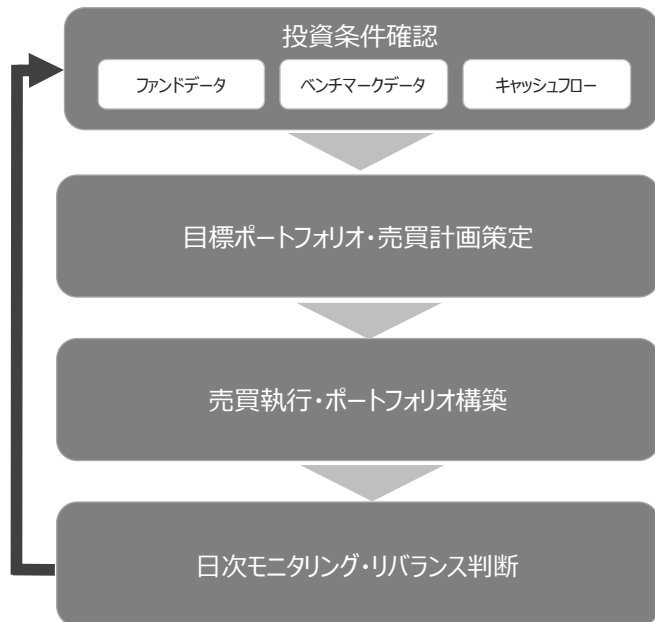 投資条件確認
ファンドデータ
ベンチマークデータ
キャッシュフロー
目標ポートフォリオ・売買計画策定
売買執行・ポートフォリオ構築
日次モニタリング・リバランス判断